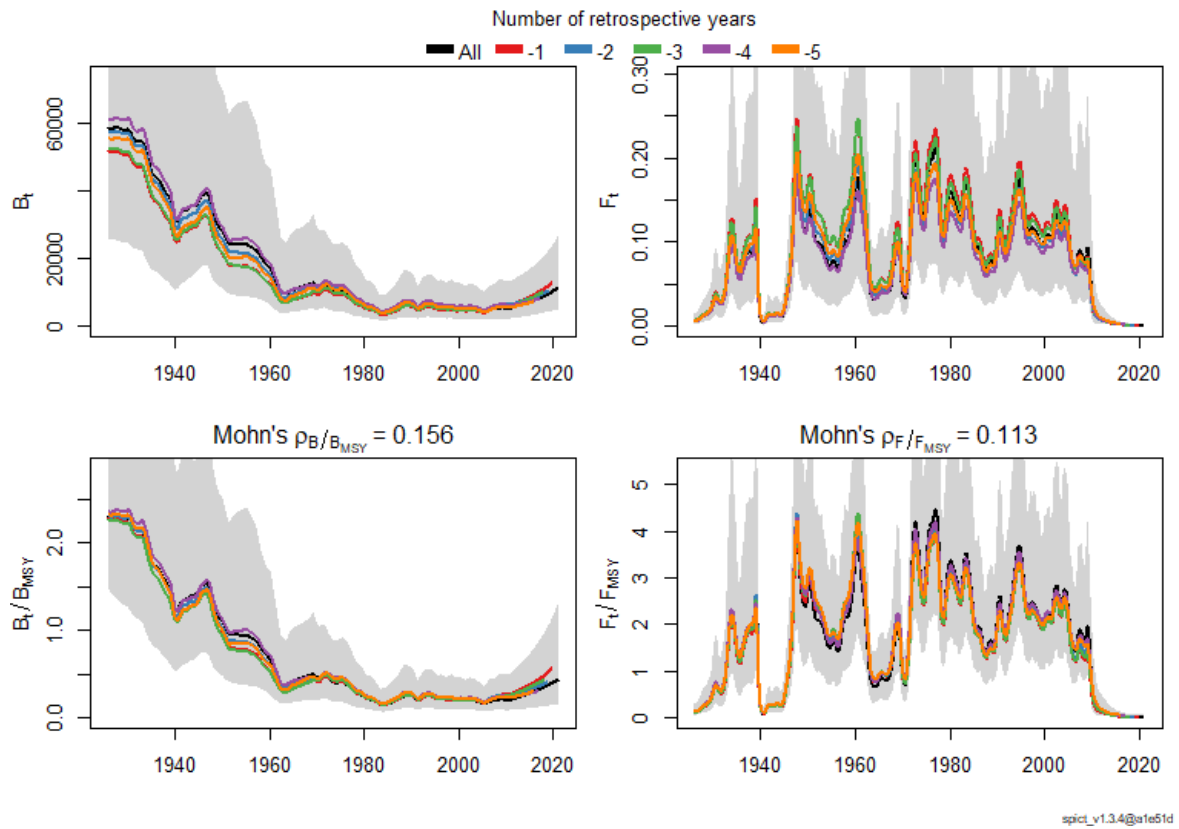 Number of retrospective years
All -1 -2 -3 -4 -5
Bt
0 20000 60000
1940 1960 1980 2000 2020
Ft
0.00 0.10 0.20 0.30
1940 1960 1980 2000 2020
Mohn's ρB/BMSY = 0.156
Bt/BMSY
0.0 1.0 2.0
1940 1960 1980 2000 2020
Mohn's ρF/FMSY = 0.113
Ft/FMSY
0 1 2 3 4 5
1940 1960 1980 2000 2020
spict_v1.3.4@a1e51d